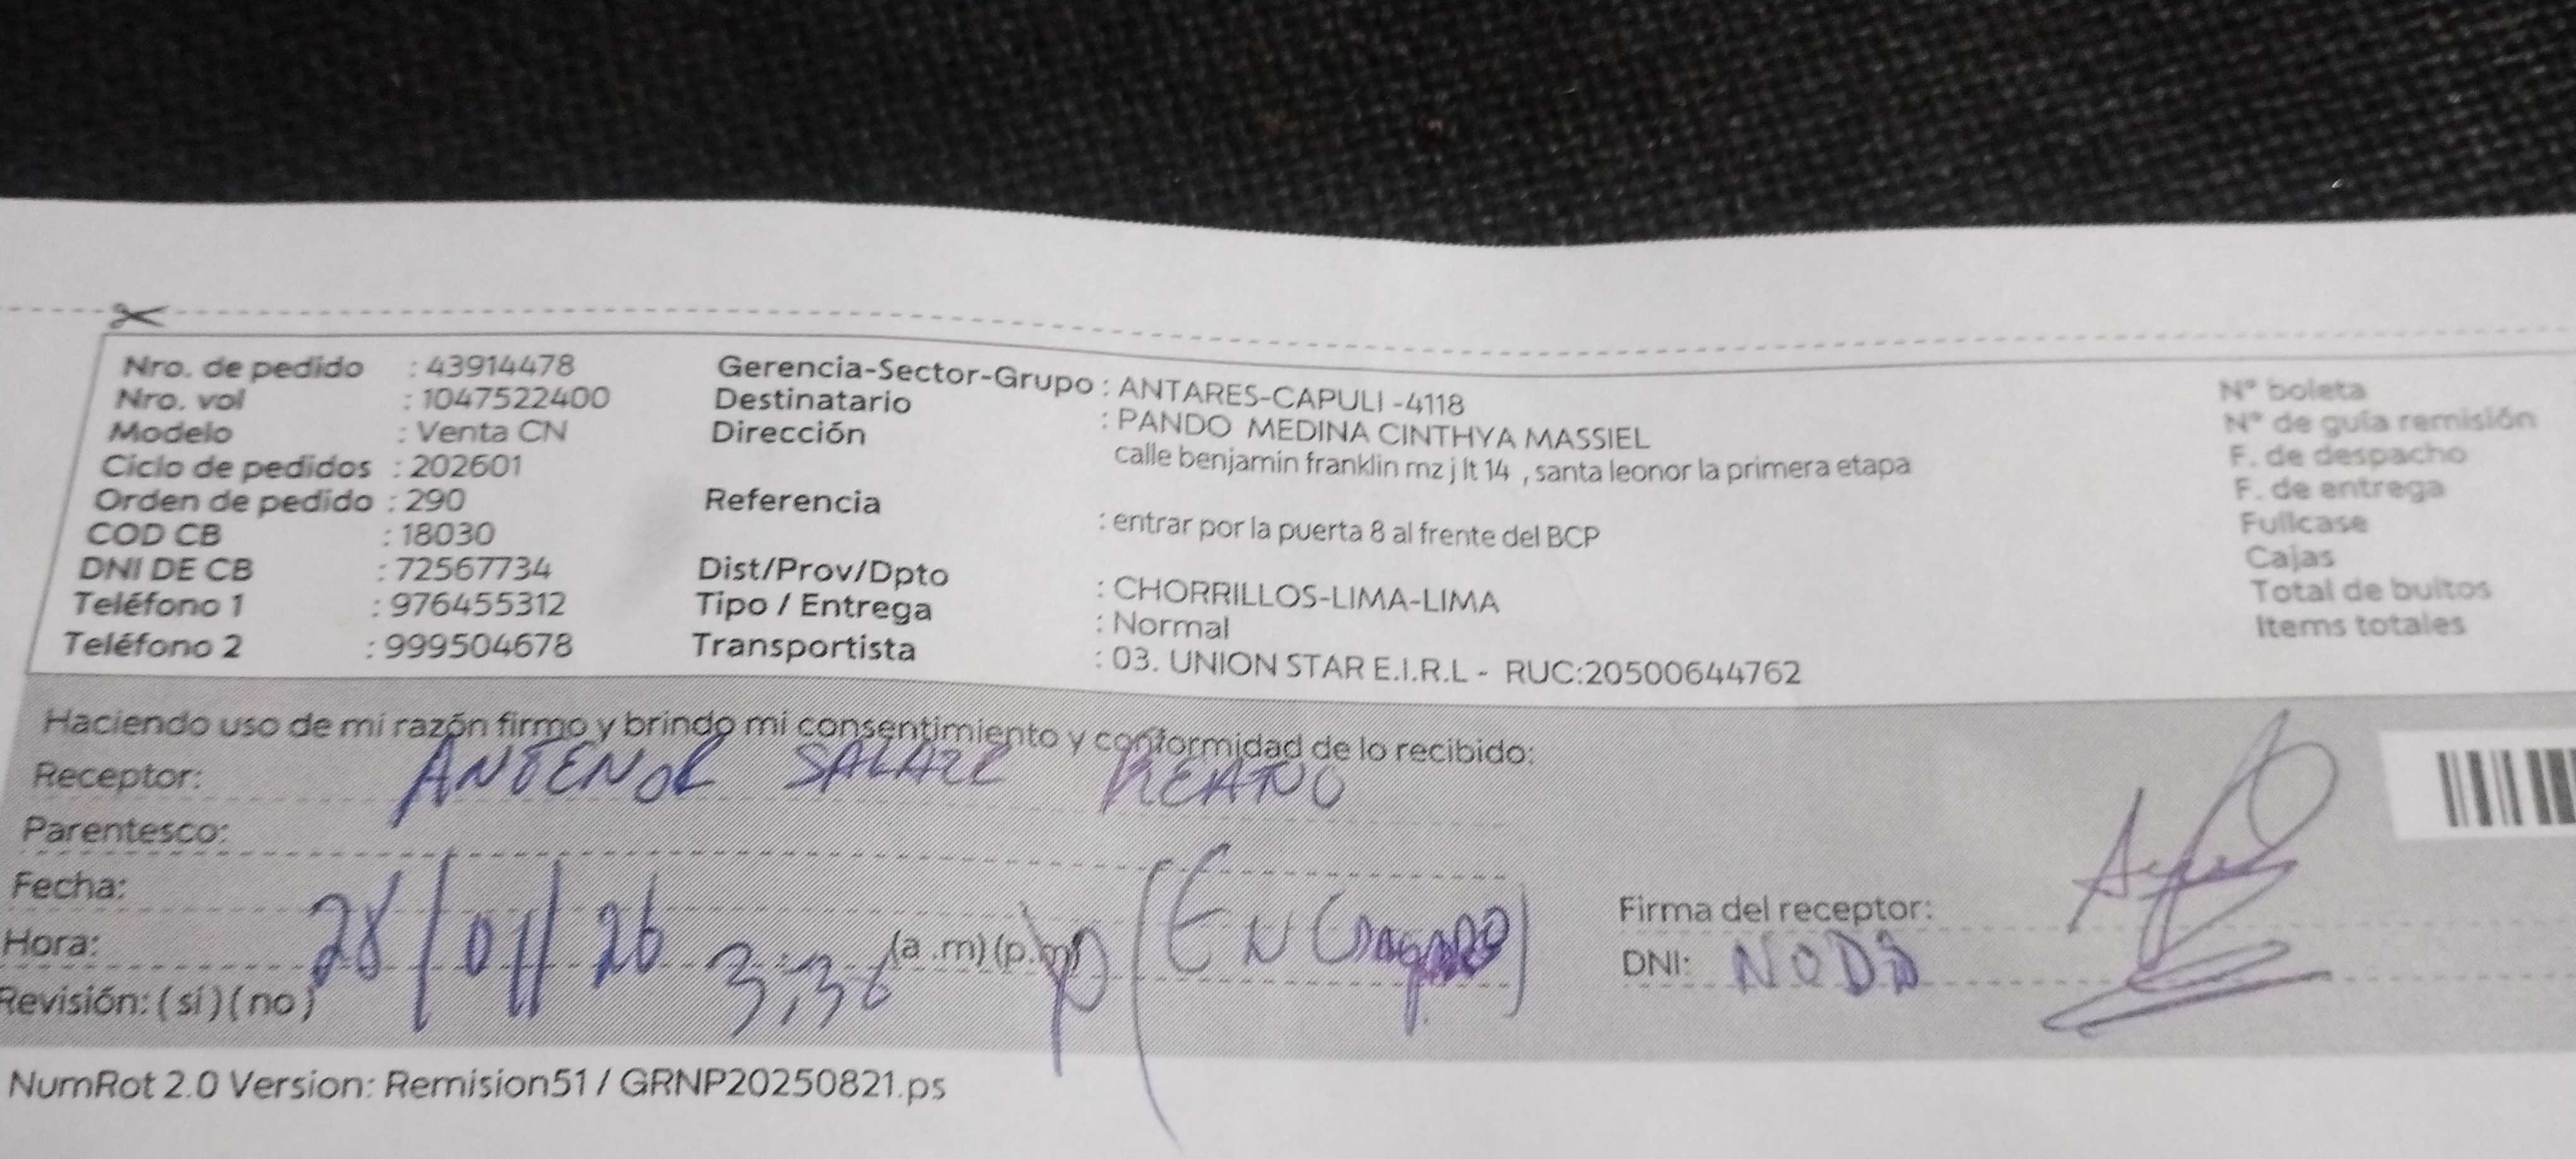 Nro. de pedido : 43914478
Nro. vol : 1047522400
Modelo : Venta CN
Ciclo de pedidos : 202601
Orden de pedido : 290
COD CB : 18030
DNI DE CB : 72567734
Teléfono 1 : 976455312
Teléfono 2 : 999504678
Gerencia-Sector-Grupo : ANTARES-CAPULI -4118
Destinatario : PANDO MEDINA CINTHYA MASSIEL
Dirección calle benjamin franklin mz j lt 14 , santa leonor la primera etapa
Referencia : entrar por la puerta 8 al frente del BCP
Dist/Prov/Dpto : CHORRILLOS-LIMA-LIMA
Tipo / Entrega : Normal
Transportista : 03. UNION STAR E.I.R.L - RUC:20500644762
N° boleta
N° de guía remisión
F. de despacho
F. de entrega
Fullcase
Cajas
Total de bultos
Items totales
Haciendo uso de mi razón firmo y brindo mi consentimiento y conformidad de lo recibido:
Receptor: ANTENOR
Parentesco:
Fecha: 28/01/26
Hora: 3:36 (a.m)(p.m)
Revisión: (sí)(no)
Firma del receptor:
DNI:
NumRot 2.0 Version: Remision51 / GRNP20250821.ps